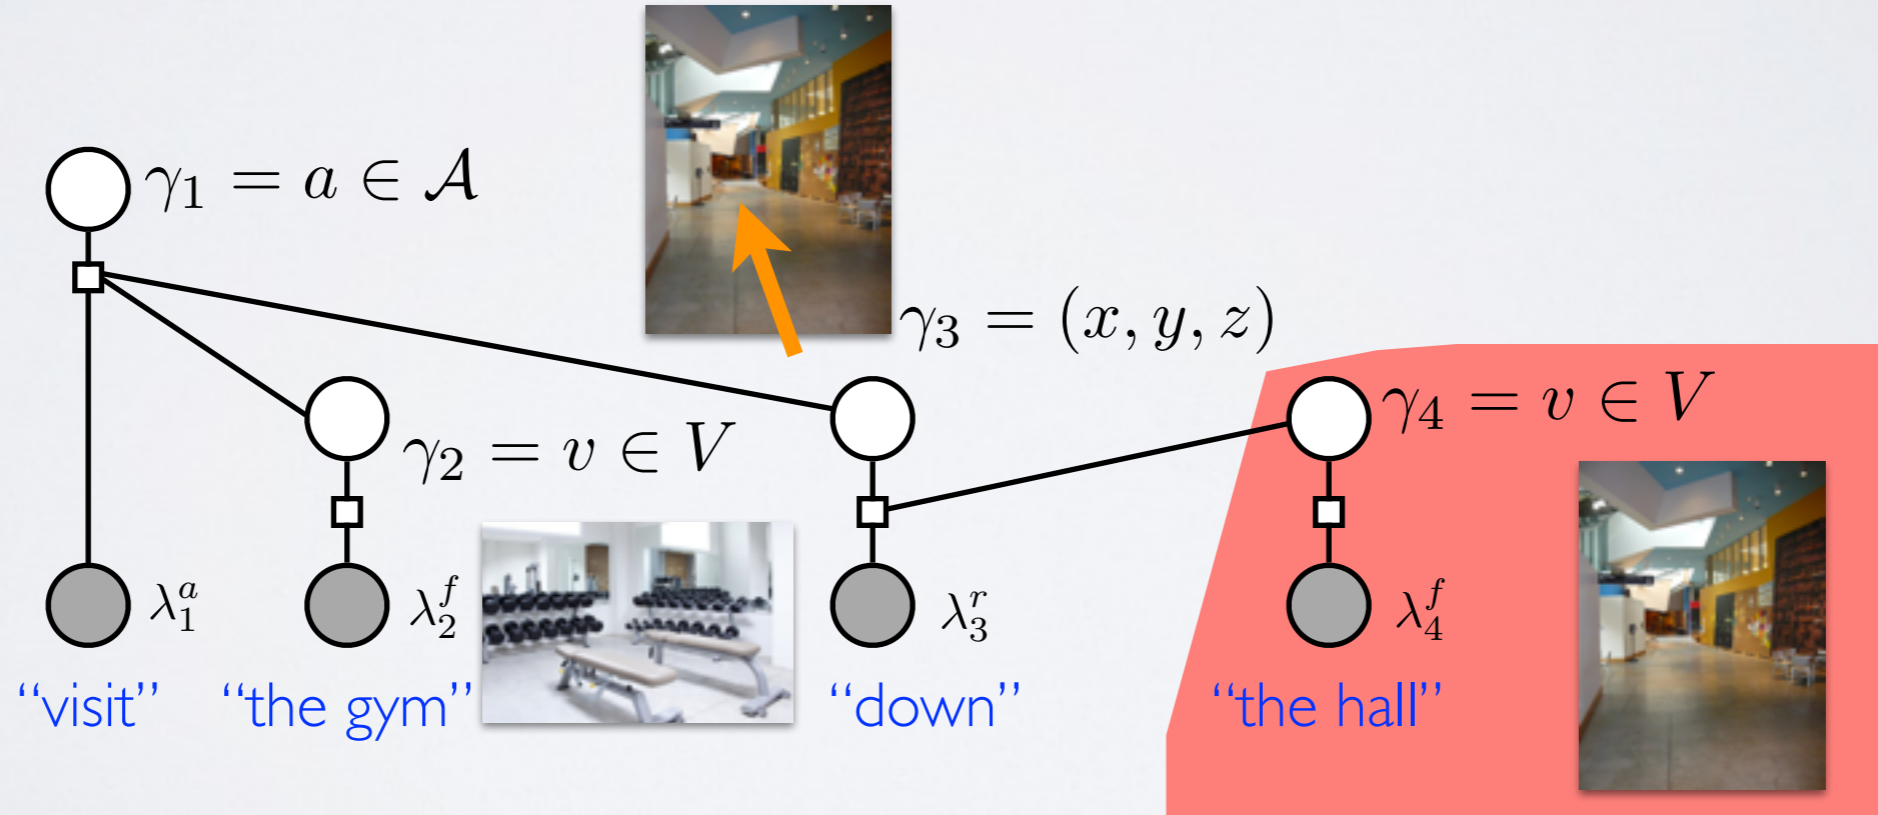 γ₁ = a ∈ 𝒜
γ₃ = (x, y, z)
γ₄ = v ∈ V
γ₂ = v ∈ V
λ₁ᵃ λ₂ᶠ λ₃ʳ λ₄ᶠ
“visit” “the gym” “down” “the hall”